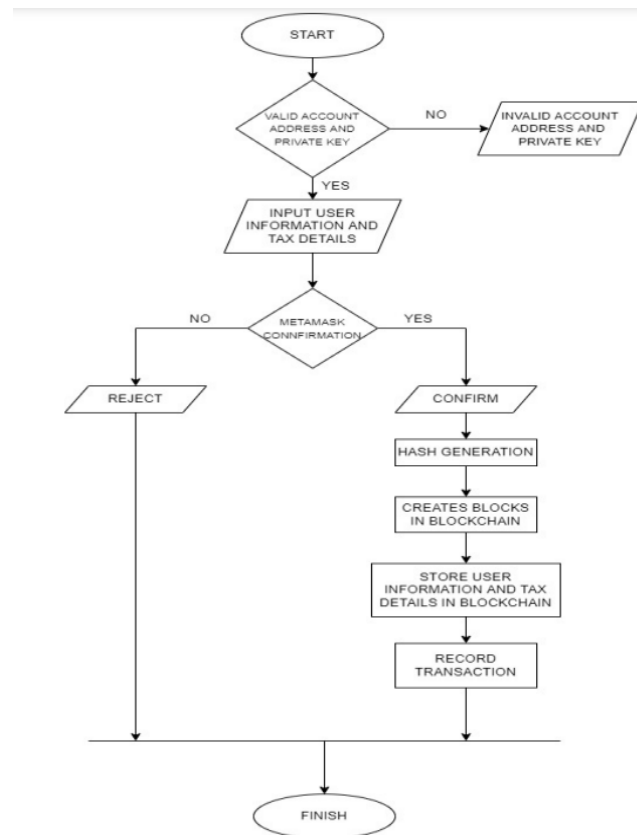 START
VALID ACCOUNT
ADDRESS AND
PRIVATE KEY
NO
INVALID ACCOUNT
ADDRESS AND
PRIVATE KEY
YES
INPUT USER
INFORMATION AND
TAX DETAILS
NO
METAMASK
CONNFIRMATION
YES
REJECT
CONFIRM
HASH GENERATION
CREATES BLOCKS
IN BLOCKCHAIN
STORE USER
INFORMATION AND TAX
DETAILS IN BLOCKCHAIN
RECORD
TRANSACTION
FINISH